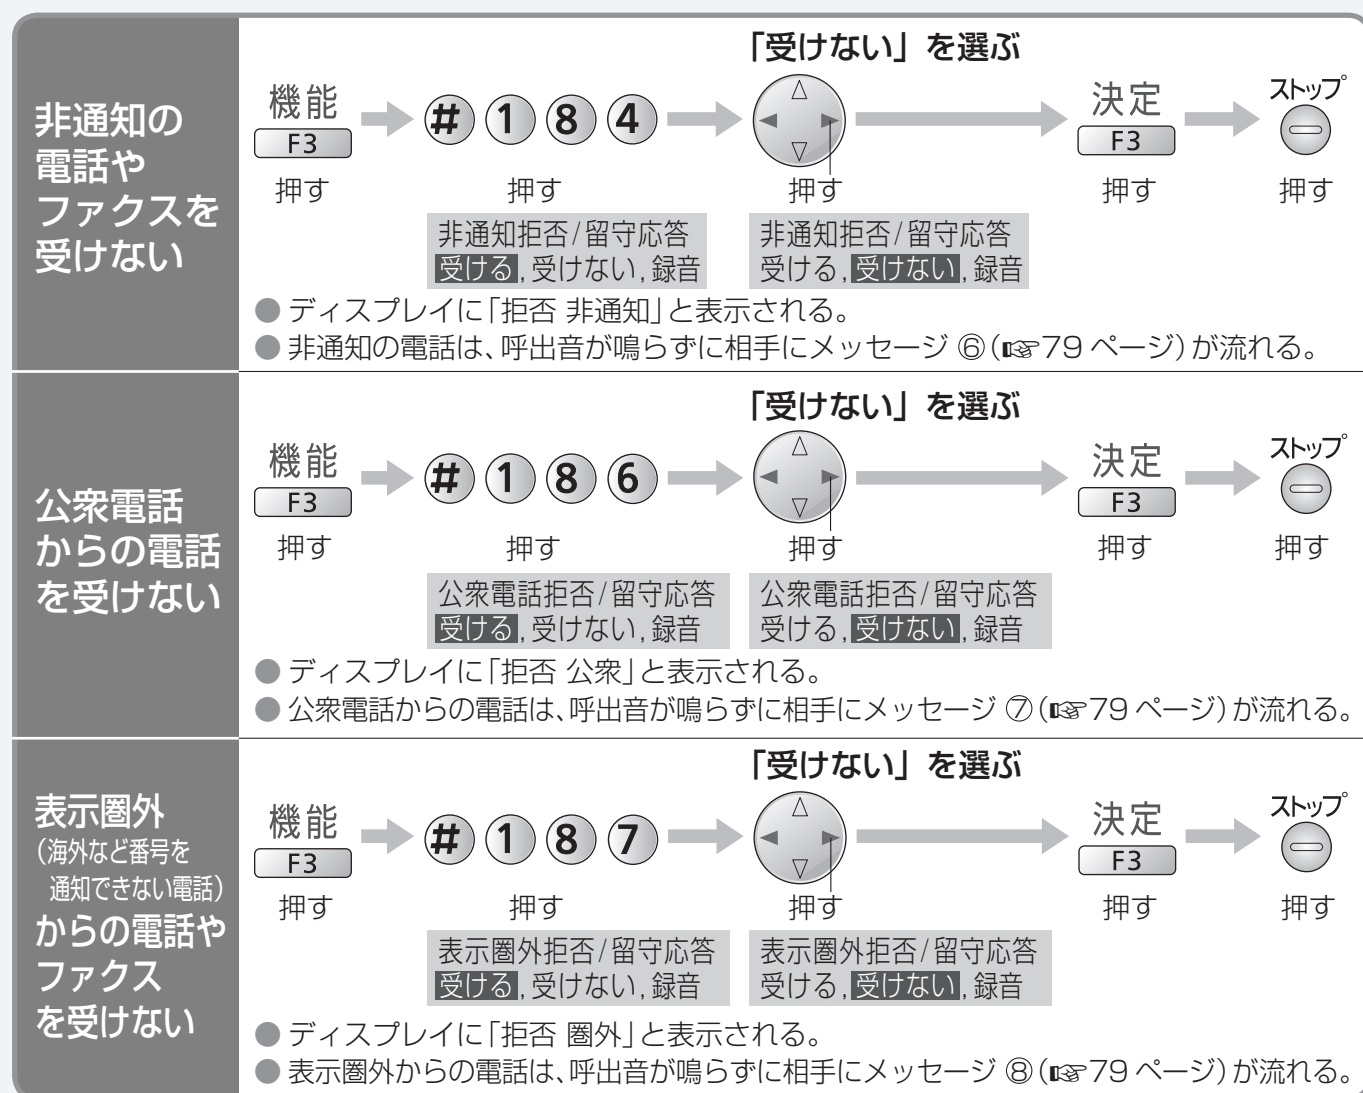 非通知の
電話や
ファクスを
受けない
「受けない」を選ぶ
機能 # 1 8 4 決定 ストップ
F3 F3
押す 押す 押す 押す 押す
非通知拒否/留守応答 非通知拒否/留守応答
受ける,受けない,録音 受ける,受けない,録音
● ディスプレイに「拒否 非通知」と表示される。
● 非通知の電話は、呼出音が鳴らずに相手にメッセージ ⑥(☞79 ページ)が流れる。
公衆電話
からの電話
を受けない
「受けない」を選ぶ
機能 # 1 8 6 決定 ストップ
F3 F3
押す 押す 押す 押す 押す
公衆電話拒否/留守応答 公衆電話拒否/留守応答
受ける,受けない,録音 受ける,受けない,録音
● ディスプレイに「拒否 公衆」と表示される。
● 公衆電話からの電話は、呼出音が鳴らずに相手にメッセージ ⑦(☞79 ページ)が流れる。
表示圏外
(海外など番号を
通知できない電話)
からの電話や
ファクス
を受けない
「受けない」を選ぶ
機能 # 1 8 7 決定 ストップ
F3 F3
押す 押す 押す 押す 押す
表示圏外拒否/留守応答 表示圏外拒否/留守応答
受ける,受けない,録音 受ける,受けない,録音
● ディスプレイに「拒否 圏外」と表示される。
● 表示圏外からの電話は、呼出音が鳴らずに相手にメッセージ ⑧(☞79 ページ)が流れる。